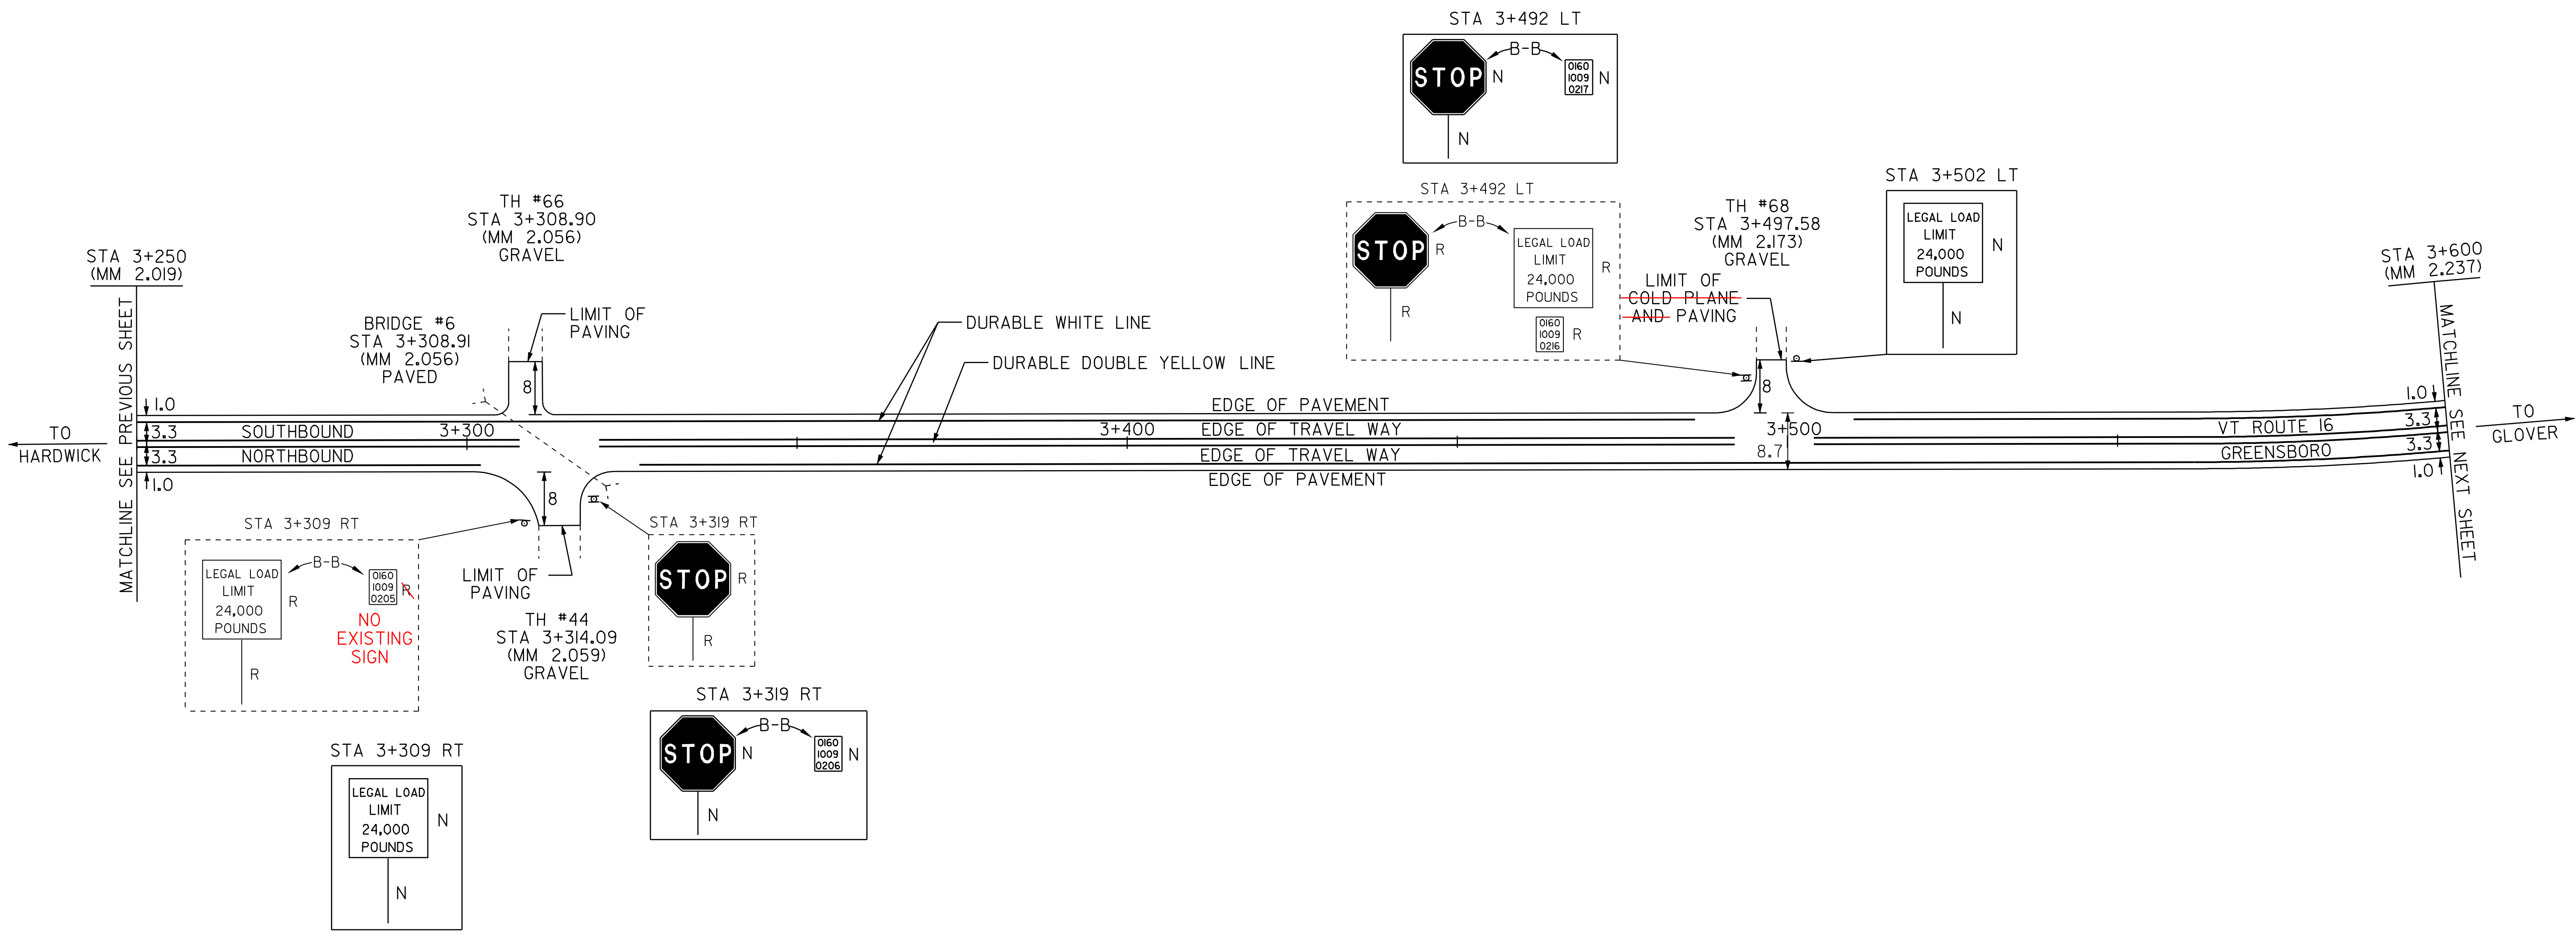 STA 3+492 LT
STOP
N
B-B
0160
1009
0217
N
N
STA 3+492 LT
STOP
R
B-B
LEGAL LOAD
LIMIT
24,000
POUNDS
R
R
0160
1009
0216
R
TH #68
STA 3+497.58
(MM 2.173)
GRAVEL
LIMIT OF
COLD PLANE
AND PAVING
STA 3+502 LT
LEGAL LOAD
LIMIT
24,000
POUNDS
N
N
STA 3+600
(MM 2.237)
MATCHLINE SEE NEXT SHEET
TH #66
STA 3+308.90
(MM 2.056)
GRAVEL
STA 3+250
(MM 2.019)
MATCHLINE SEE PREVIOUS SHEET
BRIDGE #6
STA 3+308.91
(MM 2.056)
PAVED
LIMIT OF
PAVING
DURABLE WHITE LINE
DURABLE DOUBLE YELLOW LINE
8
8
1.0
EDGE OF PAVEMENT
1.0
TO
HARDWICK
3.3
SOUTHBOUND
3+300
3+400
EDGE OF TRAVEL WAY
3+500
VT ROUTE 16
3.3
TO
GLOVER
3.3
NORTHBOUND
EDGE OF TRAVEL WAY
8.7
GREENSBORO
3.3
1.0
EDGE OF PAVEMENT
1.0
8
STA 3+309 RT
LEGAL LOAD
LIMIT
24,000
POUNDS
R
B-B
0160
1009
0205
R
NO
EXISTING
SIGN
R
LIMIT OF
PAVING
TH #44
STA 3+314.09
(MM 2.059)
GRAVEL
STA 3+319 RT
STOP
R
R
STA 3+319 RT
STOP
N
B-B
0160
1009
0206
N
N
STA 3+309 RT
LEGAL LOAD
LIMIT
24,000
POUNDS
N
N